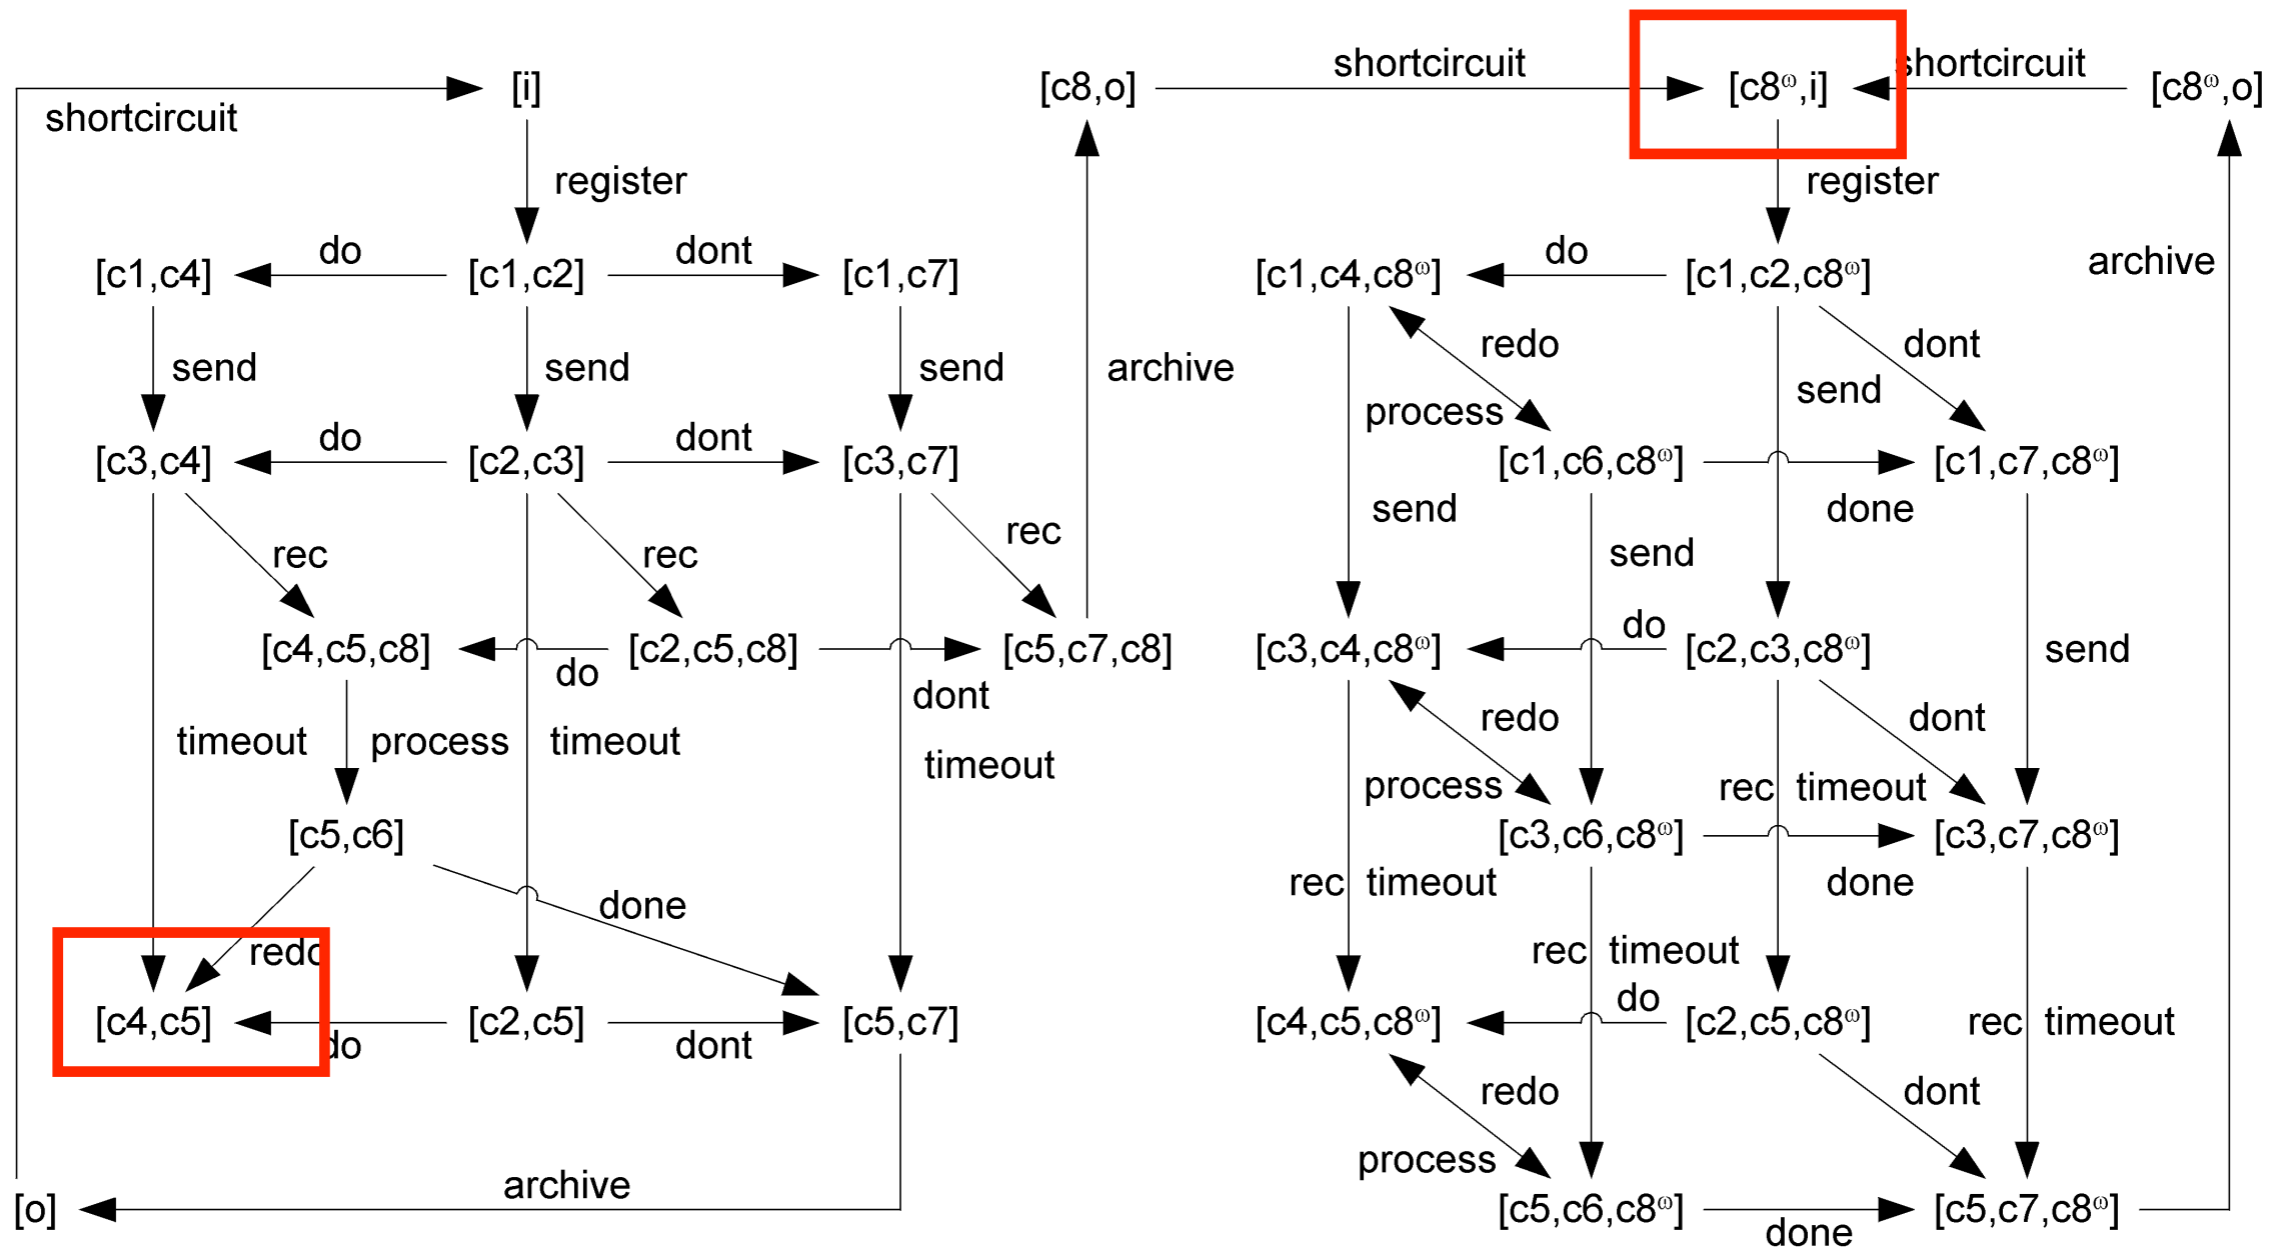 shortcircuit
[i]
[c8,o]
shortcircuit
[c8ω,i]
shortcircuit
[c8ω,o]
register
register
[c1,c4]
do
[c1,c2]
dont
[c1,c7]
[c1,c4,c8ω]
do
[c1,c2,c8ω]
archive
send
send
send
archive
redo
dont
process
send
[c3,c4]
do
[c2,c3]
dont
[c3,c7]
[c1,c6,c8ω]
[c1,c7,c8ω]
send
done
rec
rec
rec
send
[c4,c5,c8]
do
[c2,c5,c8]
dont
[c5,c7,c8]
[c3,c4,c8ω]
do
[c2,c3,c8ω]
send
timeout
process
timeout
timeout
redo
dont
process
rec timeout
[c5,c6]
[c3,c6,c8ω]
[c3,c7,c8ω]
rec timeout
done
done
redo
rec timeout
[c4,c5]
do
[c2,c5]
dont
[c5,c7]
[c4,c5,c8ω]
do
[c2,c5,c8ω]
rec timeout
redo
dont
process
archive
[o]
[c5,c6,c8ω]
done
[c5,c7,c8ω]